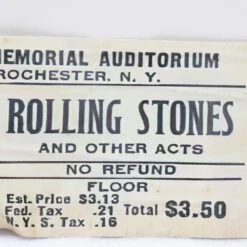 MEMORIAL AUDITORIUM
ROCHESTER, N. Y.
ROLLING STONES
AND OTHER ACTS
NO REFUND
FLOOR
Est. Price $3.13
Fed. Tax .21 Total $3.50
N. Y. S. Tax .16